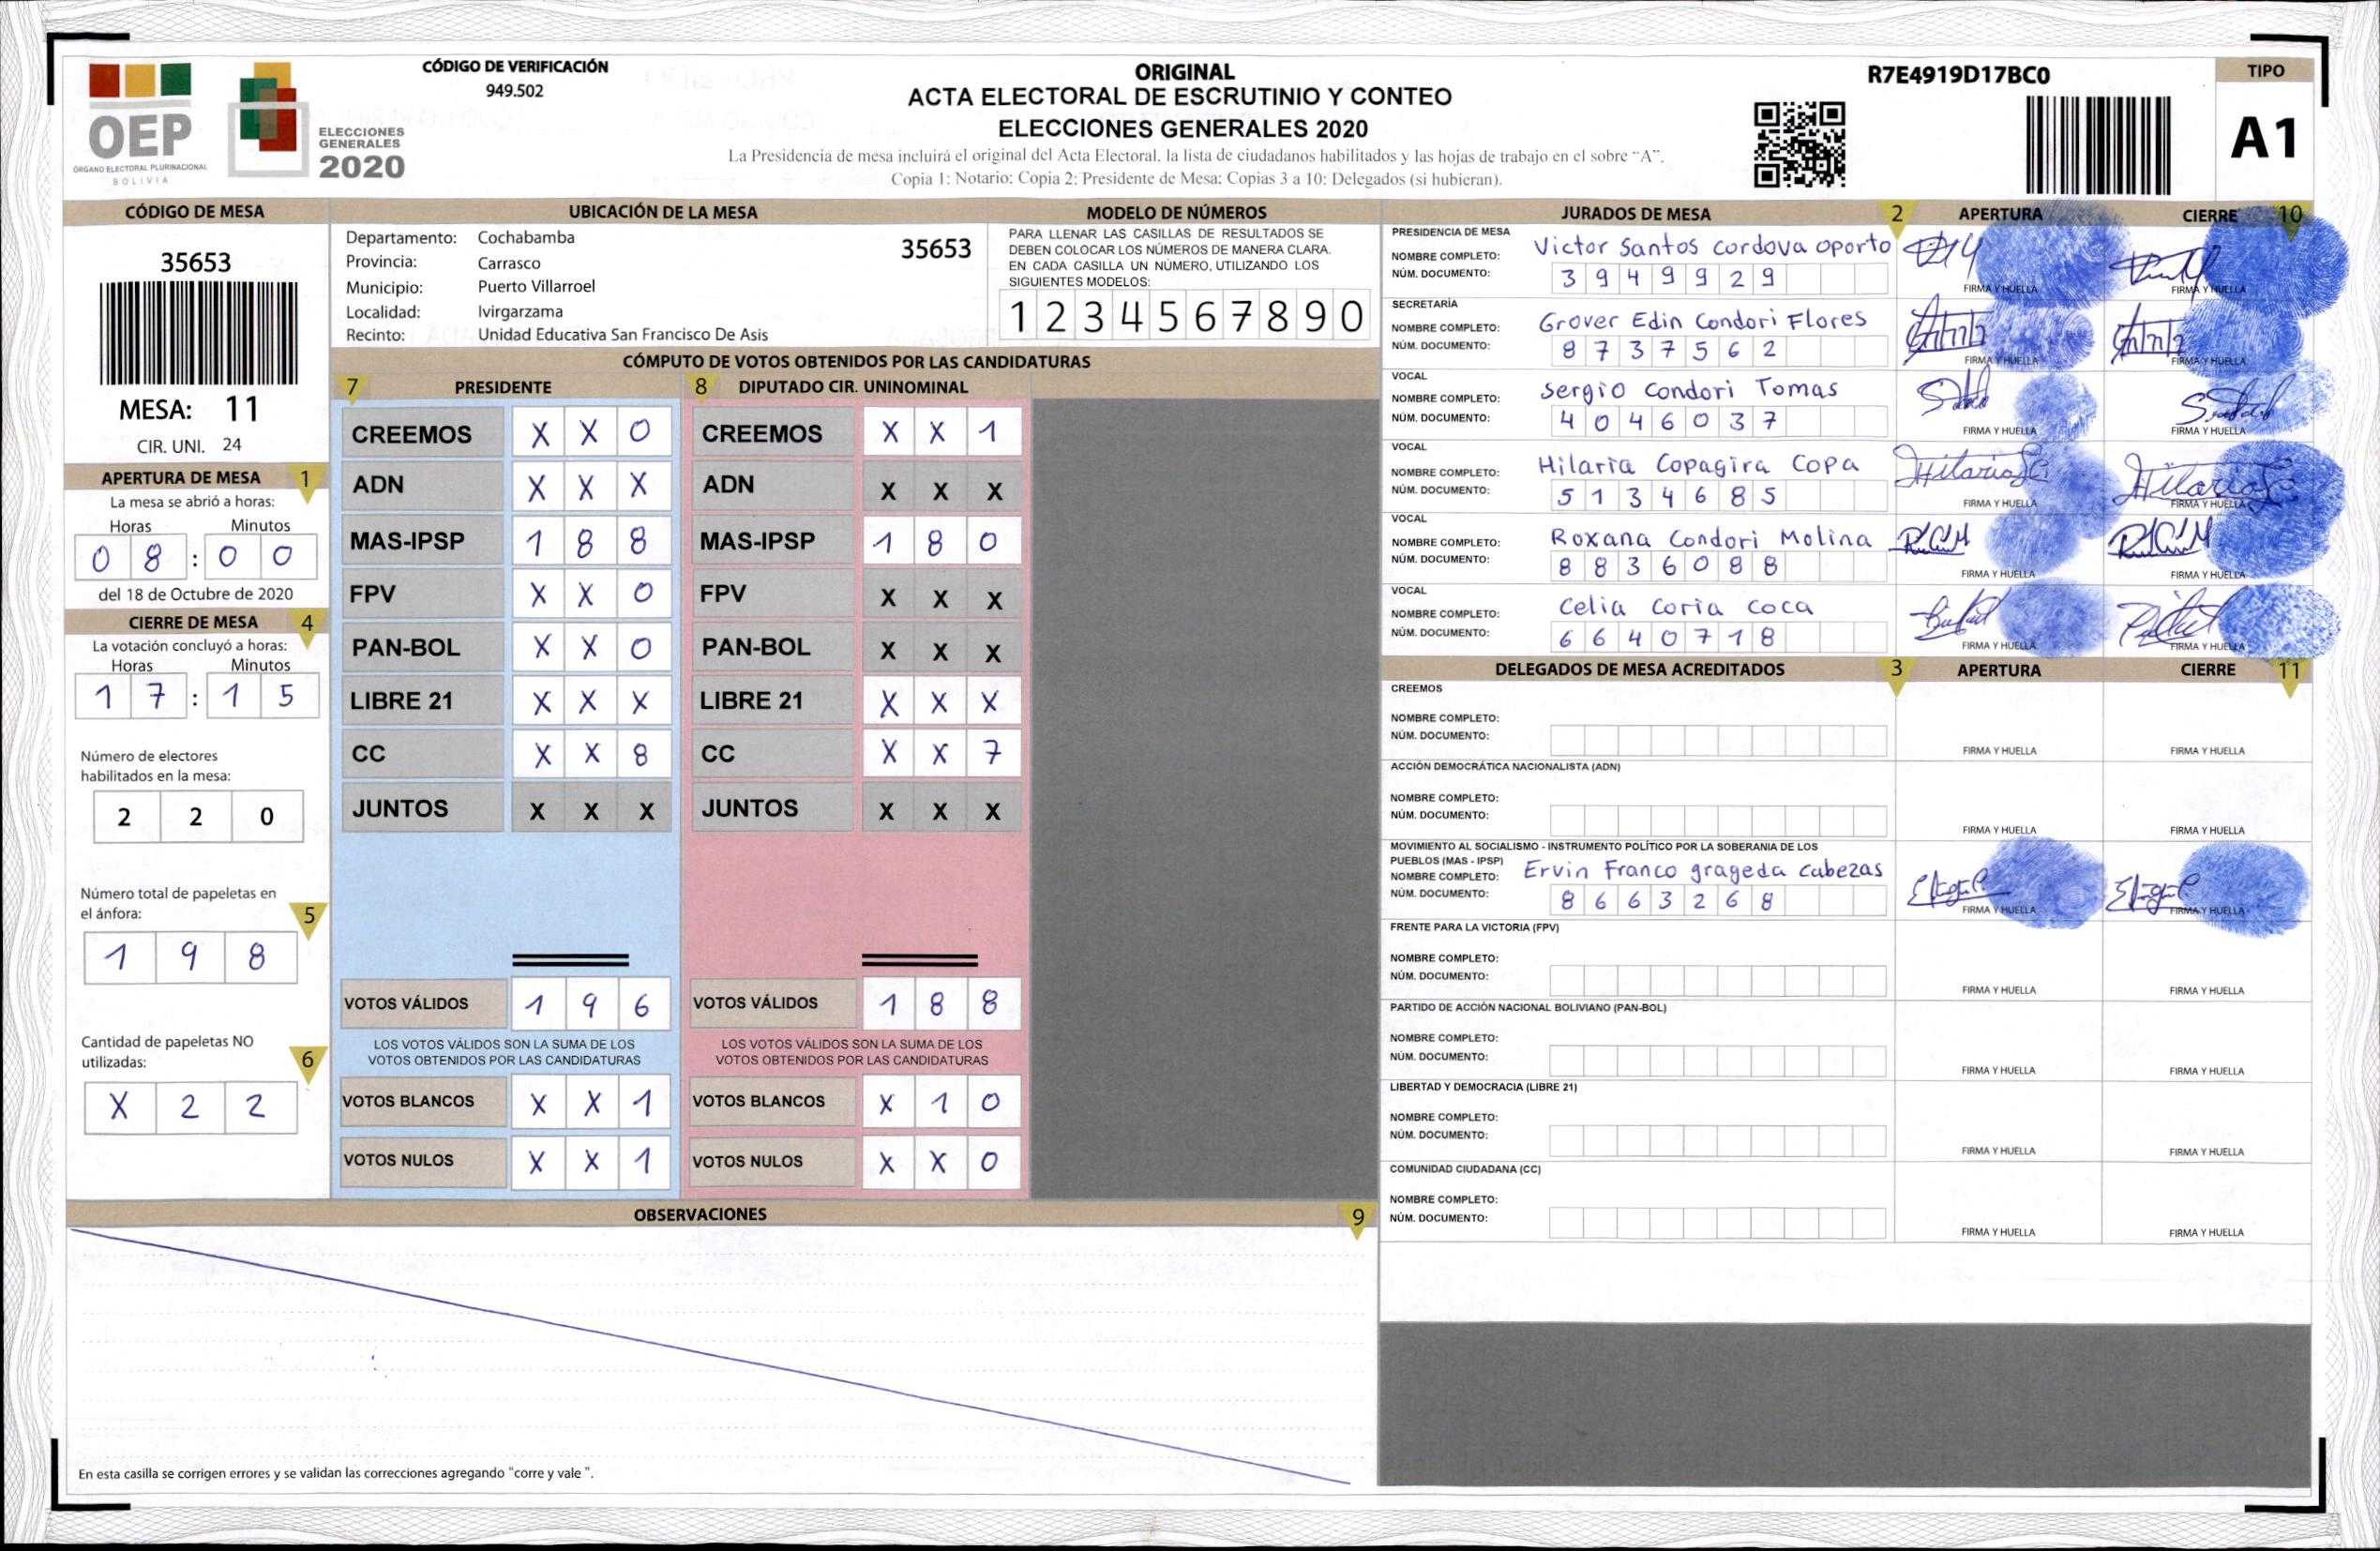 CÓDIGO DE VERIFICACIÓN
949.502
ORIGINAL
ACTA ELECTORAL DE ESCRUTINIO Y CONTEO
ELECCIONES GENERALES 2020
La Presidencia de mesa incluirá el original del Acta Electoral, la lista de ciudadanos habilitados y las hojas de trabajo en el sobre "A".
Copia 1: Notario; Copia 2: Presidente de Mesa; Copias 3 a 10: Delegados (si hubieran).
R7E4919D17BC0
TIPO
A1
OEP
ÓRGANO ELECTORAL PLURINACIONAL
BOLIVIA
ELECCIONES
GENERALES
2020
CÓDIGO DE MESA
35653
MESA: 11
CIR. UNI. 24
APERTURA DE MESA 1
La mesa se abrió a horas:
Horas Minutos
0 8 : 0 0
del 18 de Octubre de 2020
CIERRE DE MESA 4
La votación concluyó a horas:
Horas Minutos
1 7 : 1 5
Número de electores
habilitados en la mesa:
2 2 0
Número total de papeletas en
el ánfora: 5
1 9 8
Cantidad de papeletas NO
utilizadas: 6
X 2 2
UBICACIÓN DE LA MESA
Departamento: Cochabamba 35653
Provincia: Carrasco
Municipio: Puerto Villarroel
Localidad: Ivirgarzama
Recinto: Unidad Educativa San Francisco De Asis
MODELO DE NÚMEROS
PARA LLENAR LAS CASILLAS DE RESULTADOS SE
DEBEN COLOCAR LOS NÚMEROS DE MANERA CLARA.
EN CADA CASILLA UN NÚMERO, UTILIZANDO LOS
SIGUIENTES MODELOS:
1 2 3 4 5 6 7 8 9 0
CÓMPUTO DE VOTOS OBTENIDOS POR LAS CANDIDATURAS
7 PRESIDENTE
CREEMOS X X 0
ADN X X X
MAS-IPSP 1 8 8
FPV X X 0
PAN-BOL X X 0
LIBRE 21 X X X
CC X X 8
JUNTOS X X X
VOTOS VÁLIDOS 1 9 6
LOS VOTOS VÁLIDOS SON LA SUMA DE LOS
VOTOS OBTENIDOS POR LAS CANDIDATURAS
VOTOS BLANCOS X X 1
VOTOS NULOS X X 1
8 DIPUTADO CIR. UNINOMINAL
CREEMOS X X 1
ADN X X X
MAS-IPSP 1 8 0
FPV X X X
PAN-BOL X X X
LIBRE 21 X X X
CC X X 7
JUNTOS X X X
VOTOS VÁLIDOS 1 8 8
LOS VOTOS VÁLIDOS SON LA SUMA DE LOS
VOTOS OBTENIDOS POR LAS CANDIDATURAS
VOTOS BLANCOS X 1 0
VOTOS NULOS X X 0
OBSERVACIONES 9
En esta casilla se corrigen errores y se validan las correcciones agregando "corre y vale ".
JURADOS DE MESA 2 APERTURA CIERRE 10
PRESIDENCIA DE MESA
NOMBRE COMPLETO: Victor Santos cordova oporto
NÚM. DOCUMENTO: 3 9 4 9 9 2 9
FIRMA Y HUELLA FIRMA Y HUELLA
SECRETARÍA
NOMBRE COMPLETO: Grover Edin Condori Flores
NÚM. DOCUMENTO: 8 7 3 7 5 6 2
FIRMA Y HUELLA FIRMA Y HUELLA
VOCAL
NOMBRE COMPLETO: Sergio Condori Tomas
NÚM. DOCUMENTO: 4 0 4 6 0 3 7
FIRMA Y HUELLA FIRMA Y HUELLA
VOCAL
NOMBRE COMPLETO: Hilaria Copagira Copa
NÚM. DOCUMENTO: 5 1 3 4 6 8 5
FIRMA Y HUELLA FIRMA Y HUELLA
VOCAL
NOMBRE COMPLETO: Roxana Condori Molina
NÚM. DOCUMENTO: 8 8 3 6 0 8 8
FIRMA Y HUELLA FIRMA Y HUELLA
VOCAL
NOMBRE COMPLETO: Celia Coria Coca
NÚM. DOCUMENTO: 6 6 4 0 7 1 8
FIRMA Y HUELLA FIRMA Y HUELLA
DELEGADOS DE MESA ACREDITADOS 3 APERTURA CIERRE 11
CREEMOS
NOMBRE COMPLETO:
NÚM. DOCUMENTO:
FIRMA Y HUELLA FIRMA Y HUELLA
ACCIÓN DEMOCRÁTICA NACIONALISTA (ADN)
NOMBRE COMPLETO:
NÚM. DOCUMENTO:
FIRMA Y HUELLA FIRMA Y HUELLA
MOVIMIENTO AL SOCIALISMO - INSTRUMENTO POLÍTICO POR LA SOBERANIA DE LOS
PUEBLOS (MAS - IPSP)
NOMBRE COMPLETO: Ervin Franco grageda cabezas
NÚM. DOCUMENTO: 8 6 6 3 2 6 8
FIRMA Y HUELLA FIRMA Y HUELLA
FRENTE PARA LA VICTORIA (FPV)
NOMBRE COMPLETO:
NÚM. DOCUMENTO:
FIRMA Y HUELLA FIRMA Y HUELLA
PARTIDO DE ACCIÓN NACIONAL BOLIVIANO (PAN-BOL)
NOMBRE COMPLETO:
NÚM. DOCUMENTO:
FIRMA Y HUELLA FIRMA Y HUELLA
LIBERTAD Y DEMOCRACIA (LIBRE 21)
NOMBRE COMPLETO:
NÚM. DOCUMENTO:
FIRMA Y HUELLA FIRMA Y HUELLA
COMUNIDAD CIUDADANA (CC)
NOMBRE COMPLETO:
NÚM. DOCUMENTO:
FIRMA Y HUELLA FIRMA Y HUELLA